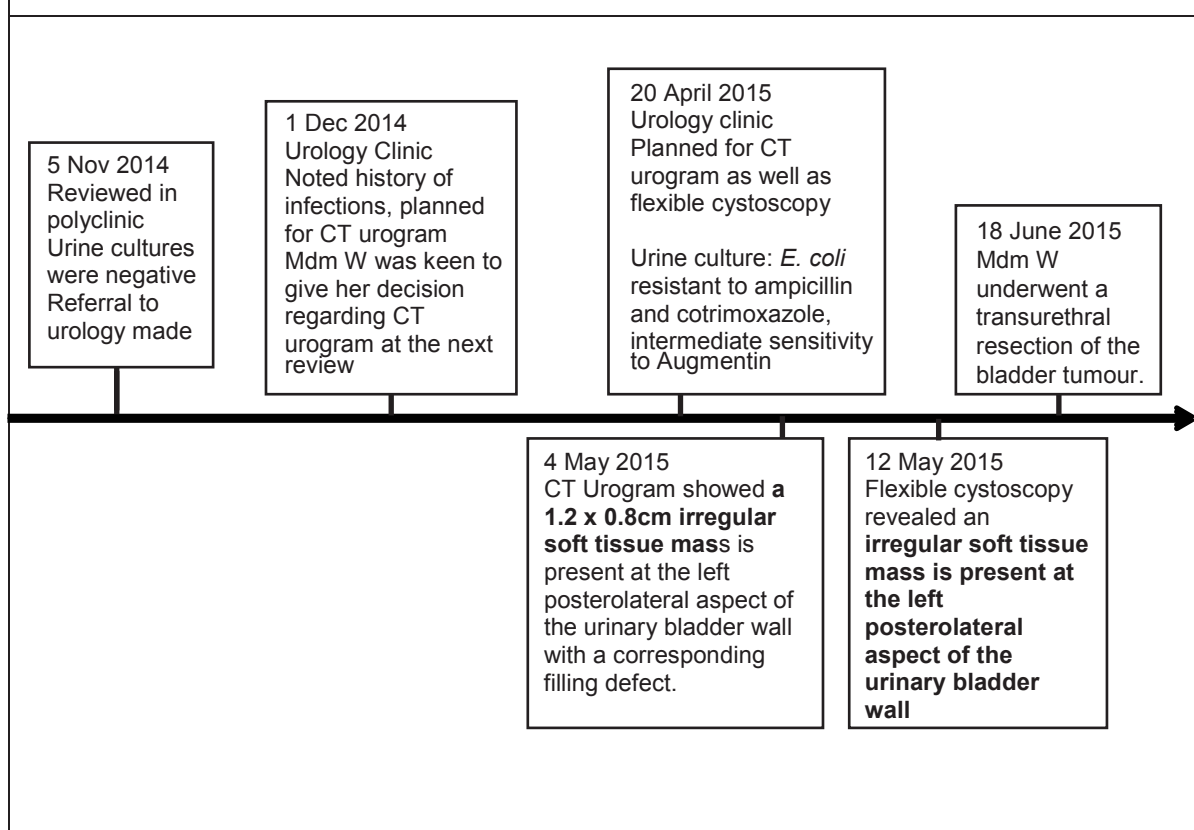 5 Nov 2014
Reviewed in
polyclinic
Urine cultures
were negative
Referral to
urology made
1 Dec 2014
Urology Clinic
Noted history of
infections, planned
for CT urogram
Mdm W was keen to
give her decision
regarding CT
urogram at the next
review
20 April 2015
Urology clinic
Planned for CT
urogram as well as
flexible cystoscopy
Urine culture: E. coli
resistant to ampicillin
and cotrimoxazole,
intermediate sensitivity
to Augmentin
18 June 2015
Mdm W
underwent a
transurethral
resection of the
bladder tumour.
4 May 2015
CT Urogram showed a
1.2 x 0.8cm irregular
soft tissue mass is
present at the left
posterolateral aspect of
the urinary bladder wall
with a corresponding
filling defect.
12 May 2015
Flexible cystoscopy
revealed an
irregular soft tissue
mass is present at
the left
posterolateral
aspect of the
urinary bladder
wall